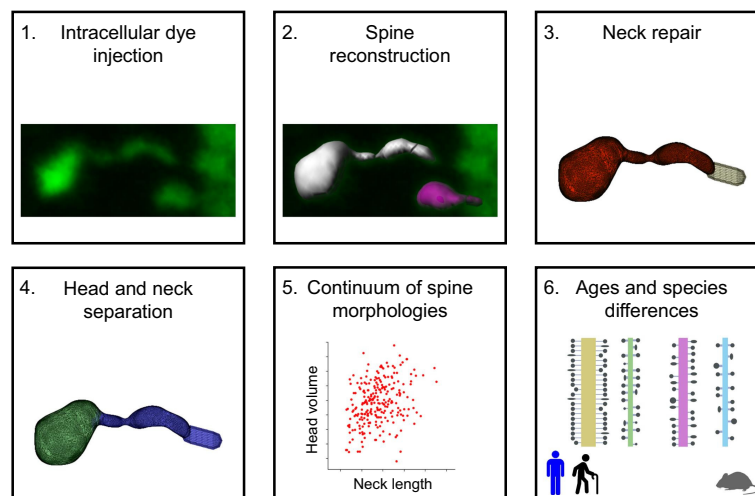 1. Intracellular dye
injection
2. Spine
reconstruction
3. Neck repair
4. Head and neck
separation
5. Continuum of spine
morphologies
Head volume
Neck length
6. Ages and species
differences